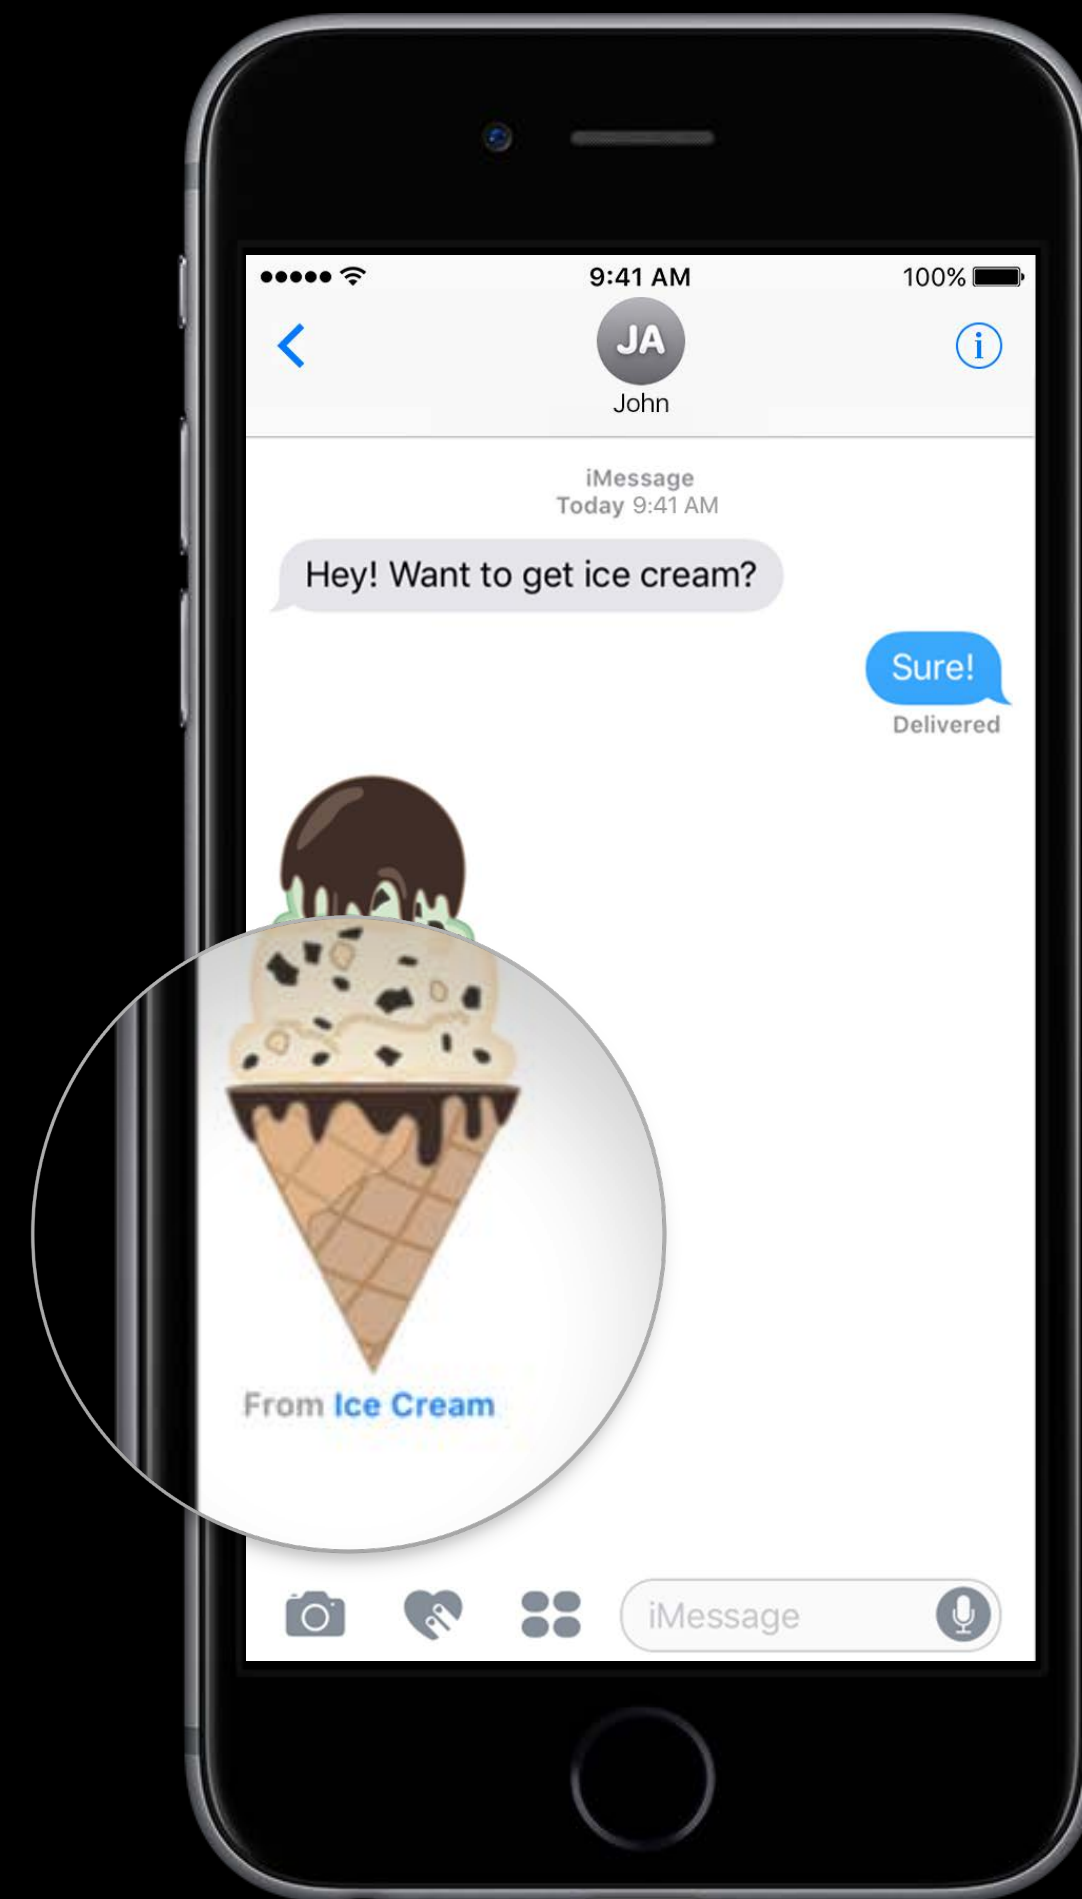 9:41 AM 100%
JA
John
iMessage
Today 9:41 AM
Hey! Want to get ice cream?
Sure!
Delivered
From Ice Cream
iMessage